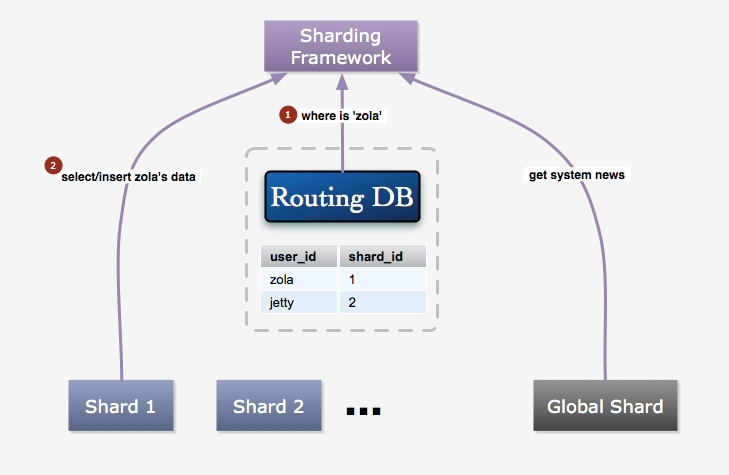 Sharding
Framework
1 where is 'zola'
2 select/insert zola's data
get system news
Routing DB
user_id shard_id
zola 1
jetty 2
Shard 1 Shard 2 ... Global Shard